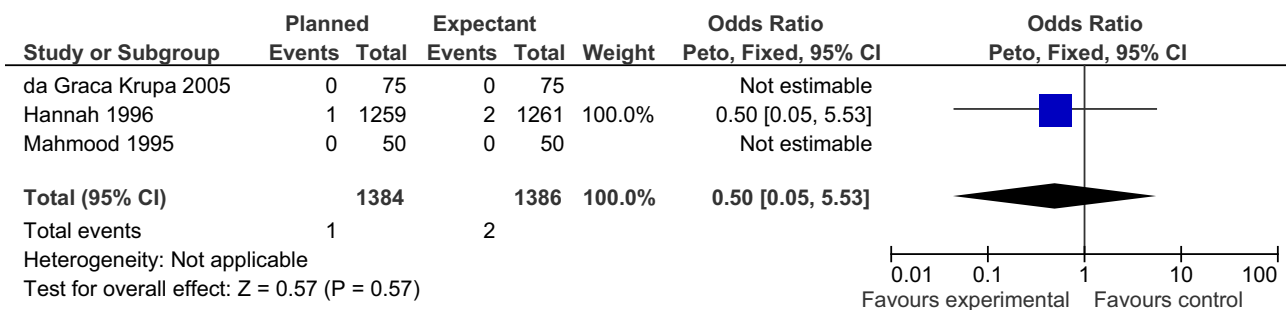 Planned Expectant Odds Ratio Odds Ratio
Study or Subgroup Events Total Events Total Weight Peto, Fixed, 95% CI Peto, Fixed, 95% CI
da Graca Krupa 2005 0 75 0 75 Not estimable
Hannah 1996 1 1259 2 1261 100.0% 0.50 [0.05, 5.53]
Mahmood 1995 0 50 0 50 Not estimable
Total (95% CI) 1384 1386 100.0% 0.50 [0.05, 5.53]
Total events 1 2
Heterogeneity: Not applicable
Test for overall effect: Z = 0.57 (P = 0.57)
0.01 0.1 1 10 100
Favours experimental Favours control